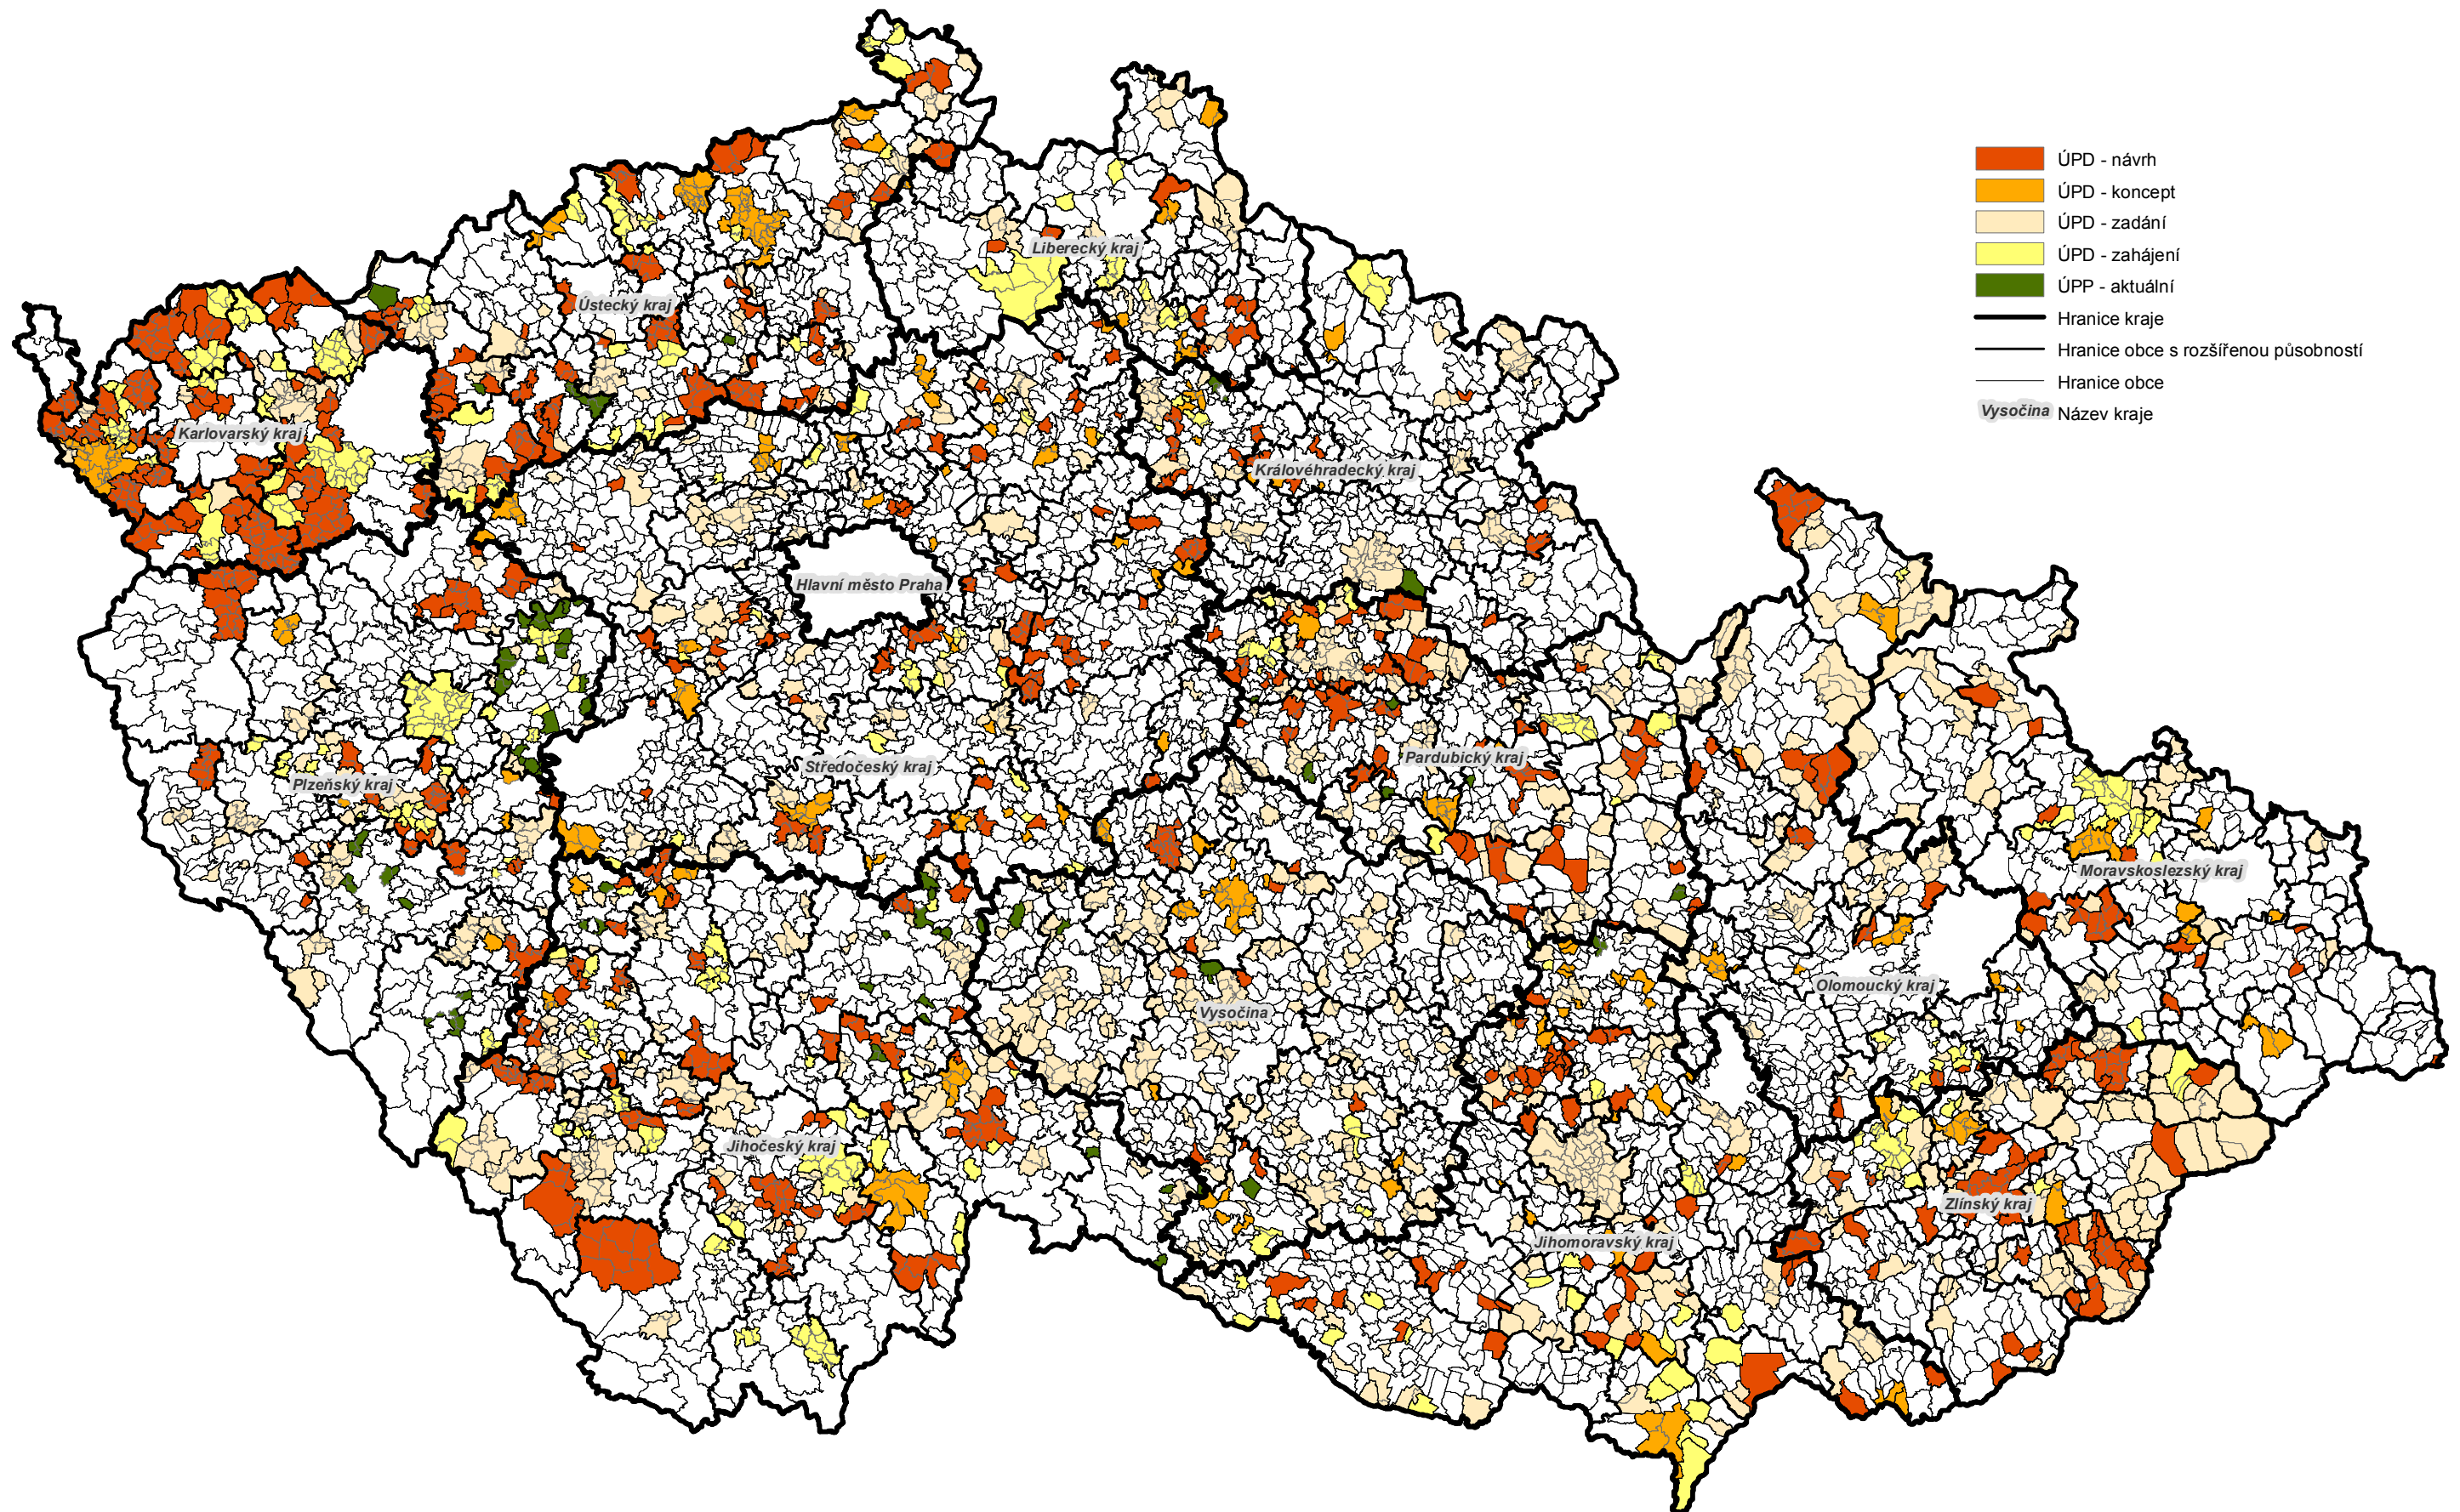 ÚPD - návrh
ÚPD - koncept
ÚPD - zadání
ÚPD - zahájení
ÚPP - aktuální
Hranice kraje
Hranice obce s rozšířenou působností
Hranice obce
Vysočina Název kraje
Liberecký kraj
Ústecký kraj
Karlovarský kraj
Královéhradecký kraj
Hlavní město Praha
Pardubický kraj
Středočeský kraj
Plzeňský kraj
Moravskoslezský kraj
Olomoucký kraj
Vysočina
Jihočeský kraj
Zlínský kraj
Jihomoravský kraj